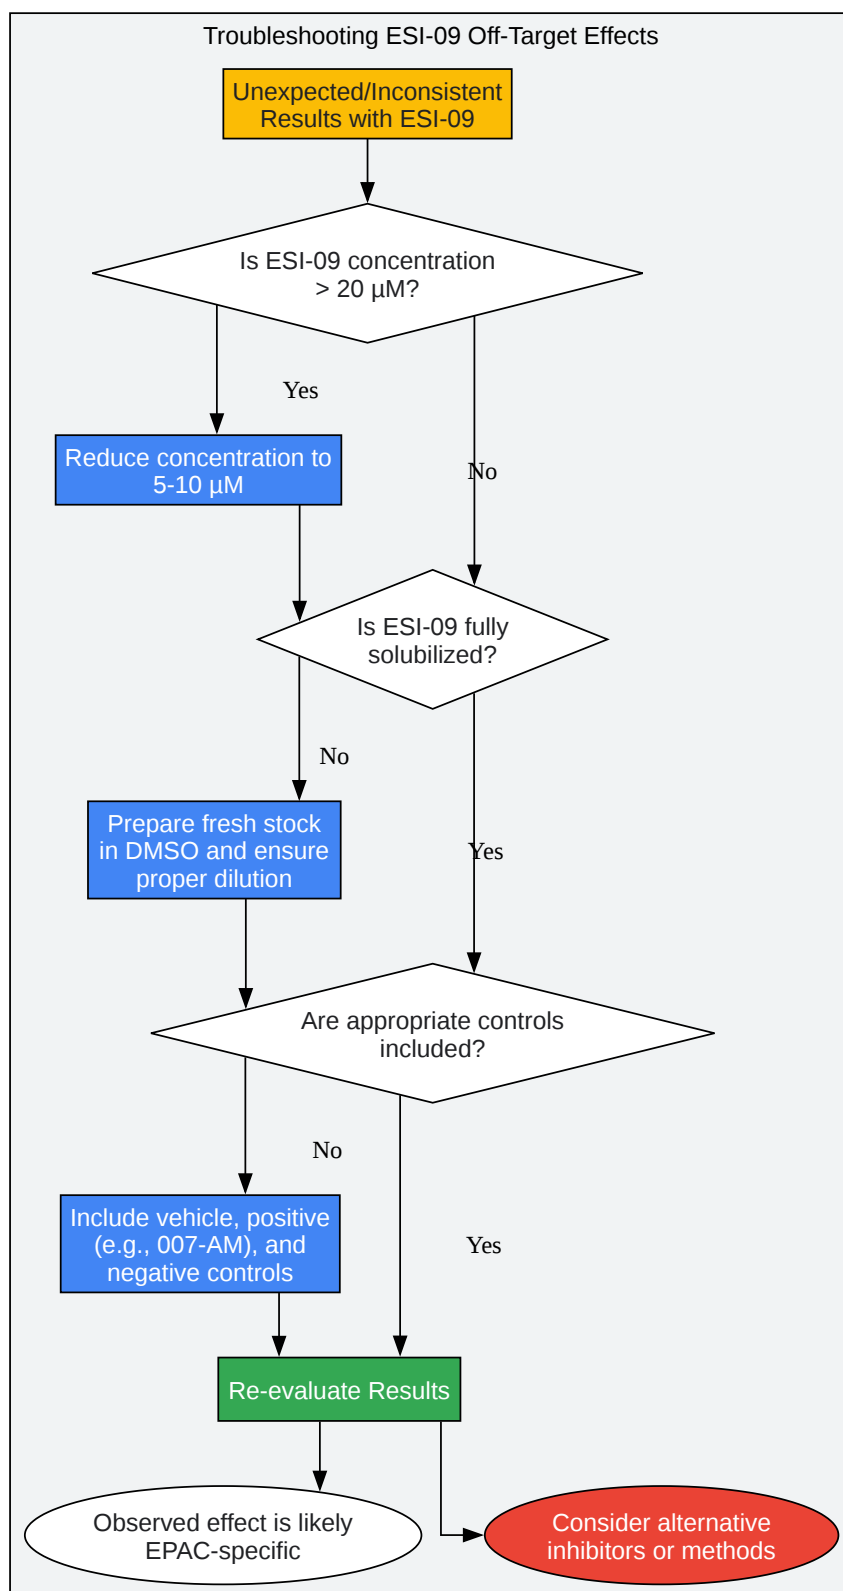 Troubleshooting ESI-09 Off-Target Effects
Unexpected/Inconsistent
Results with ESI-09
Is ESI-09 concentration
> 20 µM?
Yes
Reduce concentration to
5-10 µM
No
Is ESI-09 fully
solubilized?
No
Prepare fresh stock
in DMSO and ensure
proper dilution
Yes
Are appropriate controls
included?
No
Include vehicle, positive
(e.g., 007-AM), and
negative controls
Yes
Re-evaluate Results
Observed effect is likely
EPAC-specific
Consider alternative
inhibitors or methods